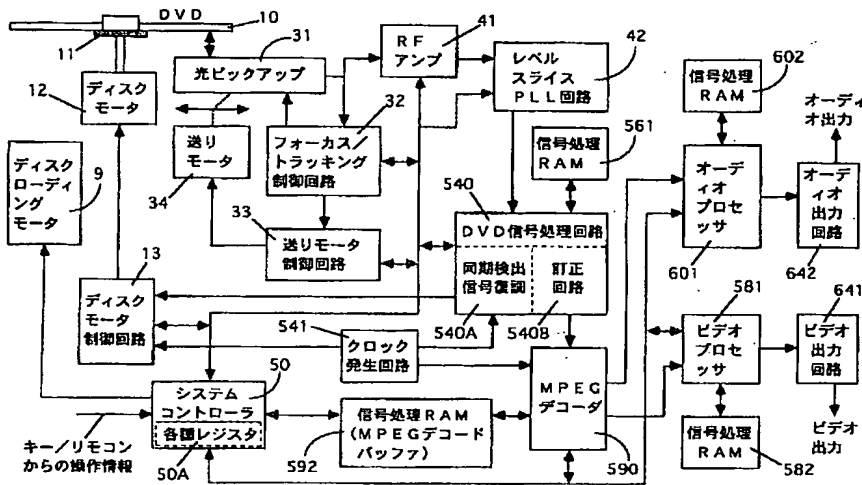 DVD
10
11
12
ディスク
モータ
31
光ピックアップ
41
RF
アンプ
42
レベル
スライス
PLL回路
602
信号処理
RAM
オーディ
オ出力
9
ディスク
ローディ
ング
モータ
34
送り
モータ
32
フォーカス/
トラッキング
制御回路
33
送りモータ
制御回路
561
信号処理
RAM
540
DVD信号処理回路
同期検出
信号復調
訂正
回路
540A
540B
オーディオ
プロセ
ッサ
601
オーデ
ィオ
出力
回路
642
13
ディスク
モータ
制御回路
541
クロック
発生回路
581
ビデオ
プロセ
ッサ
641
ビデオ
出力
回路
50
システム
コントローラ
各種レジスタ
50A
キー/リモコン
からの操作情報
信号処理RAM
(MPEGデコード
バッファ)
592
MPEG
デコーダ
590
信号処理
RAM
582
ビデオ
出力